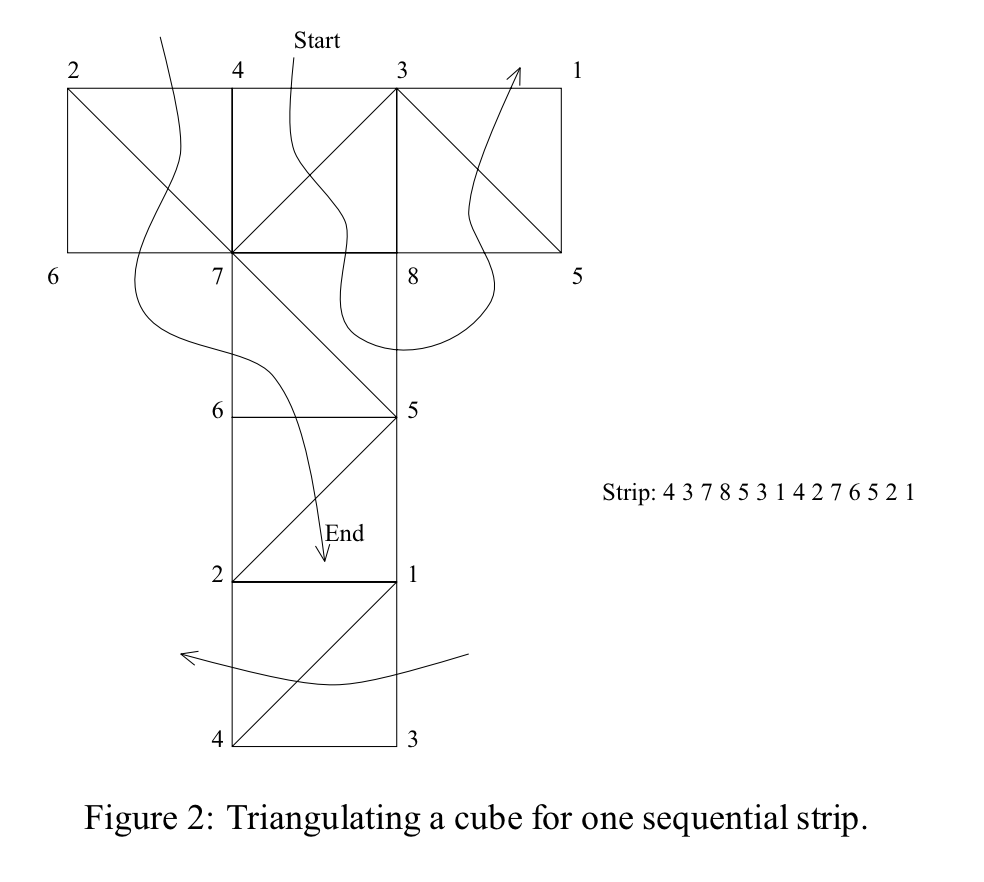 Start
2 4 3 1
6 7 8 5
6 5
Strip: 4 3 7 8 5 3 1 4 2 7 6 5 2 1
End
2 1
4 3
Figure 2: Triangulating a cube for one sequential strip.